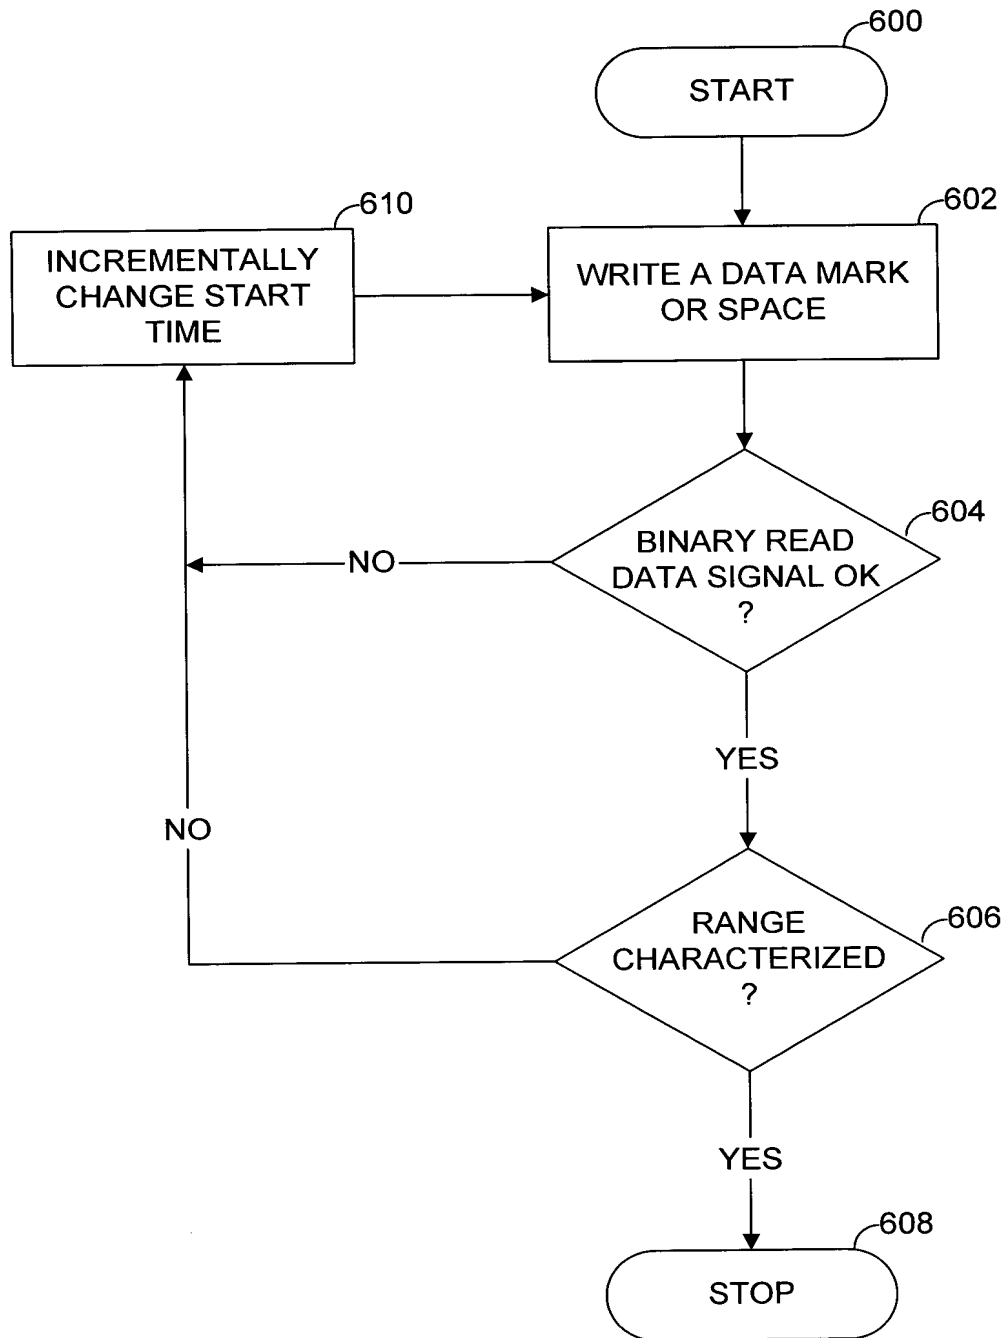 600
START
610
602
INCREMENTALLY
CHANGE START
TIME
WRITE A DATA MARK
OR SPACE
604
BINARY READ
DATA SIGNAL OK
?
NO
YES
NO
606
RANGE
CHARACTERIZED
?
YES
608
STOP